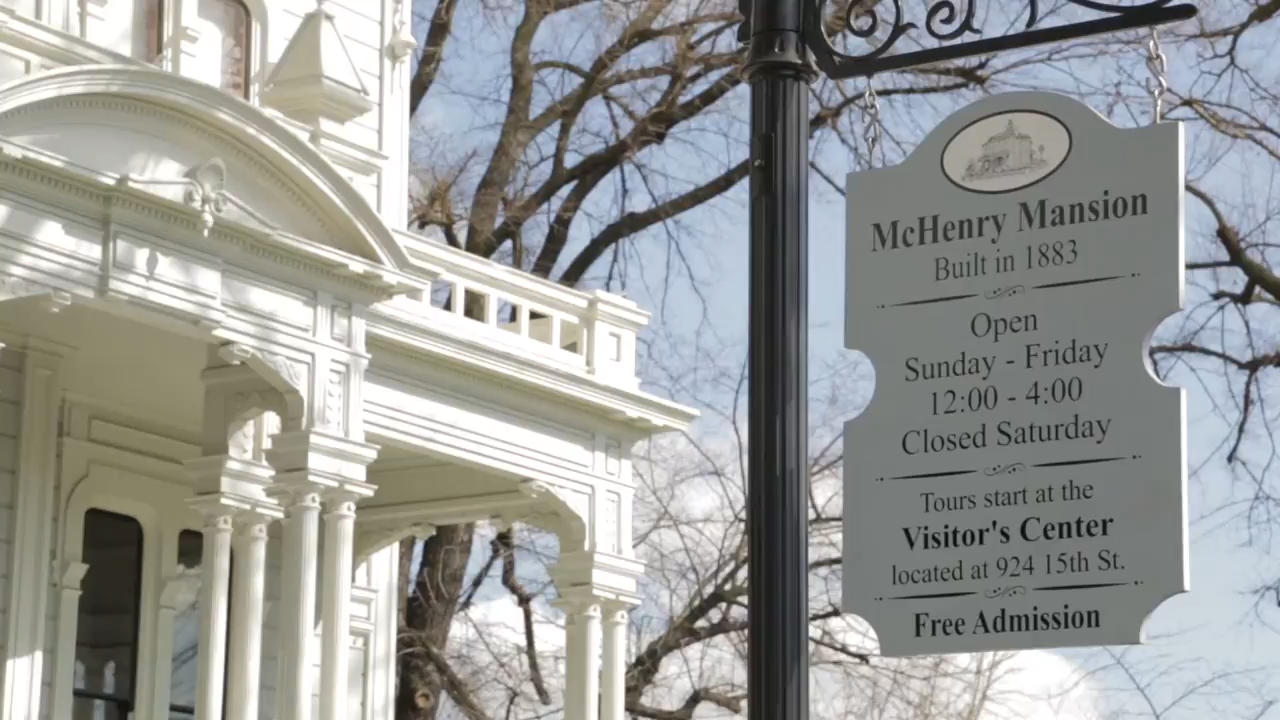 McHenry Mansion
Built in 1883
Open
Sunday - Friday
12:00 - 4:00
Closed Saturday
Tours start at the
Visitor's Center
located at 924 15th St.
Free Admission